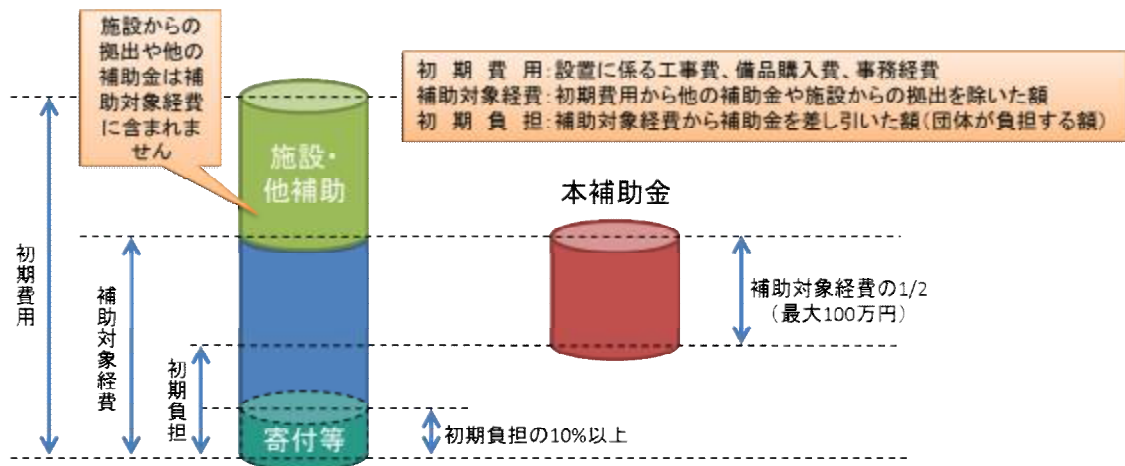 施設からの
拠出や他の
補助金は補
助対象経費
に含まれま
せん
初期費用：設置に係る工事費、備品購入費、事務経費
補助対象経費：初期費用から他の補助金や施設からの拠出を除いた額
初期負担：補助対象経費から補助金を差し引いた額（団体が負担する額）
施設・
他補助
本補助金
初期費用
補助対象経費
初期負担
補助対象経費の1/2
（最大100万円）
寄付等
初期負担の10%以上